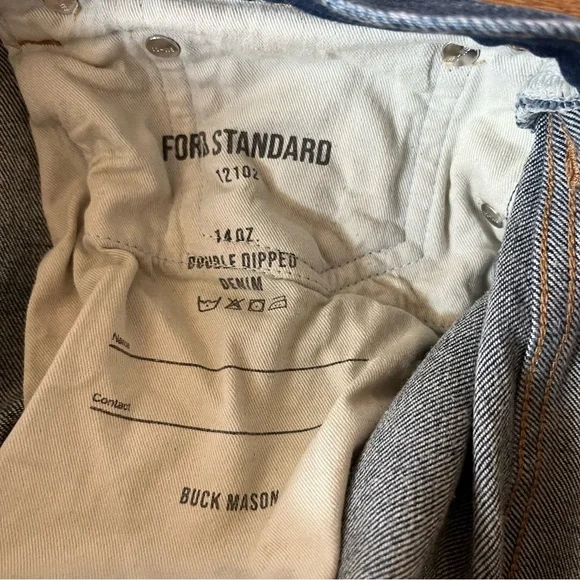 FORD STANDARD
12102
14 OZ.
DOUBLE DIPPED
DENIM
Name
Contact
BUCK MASON